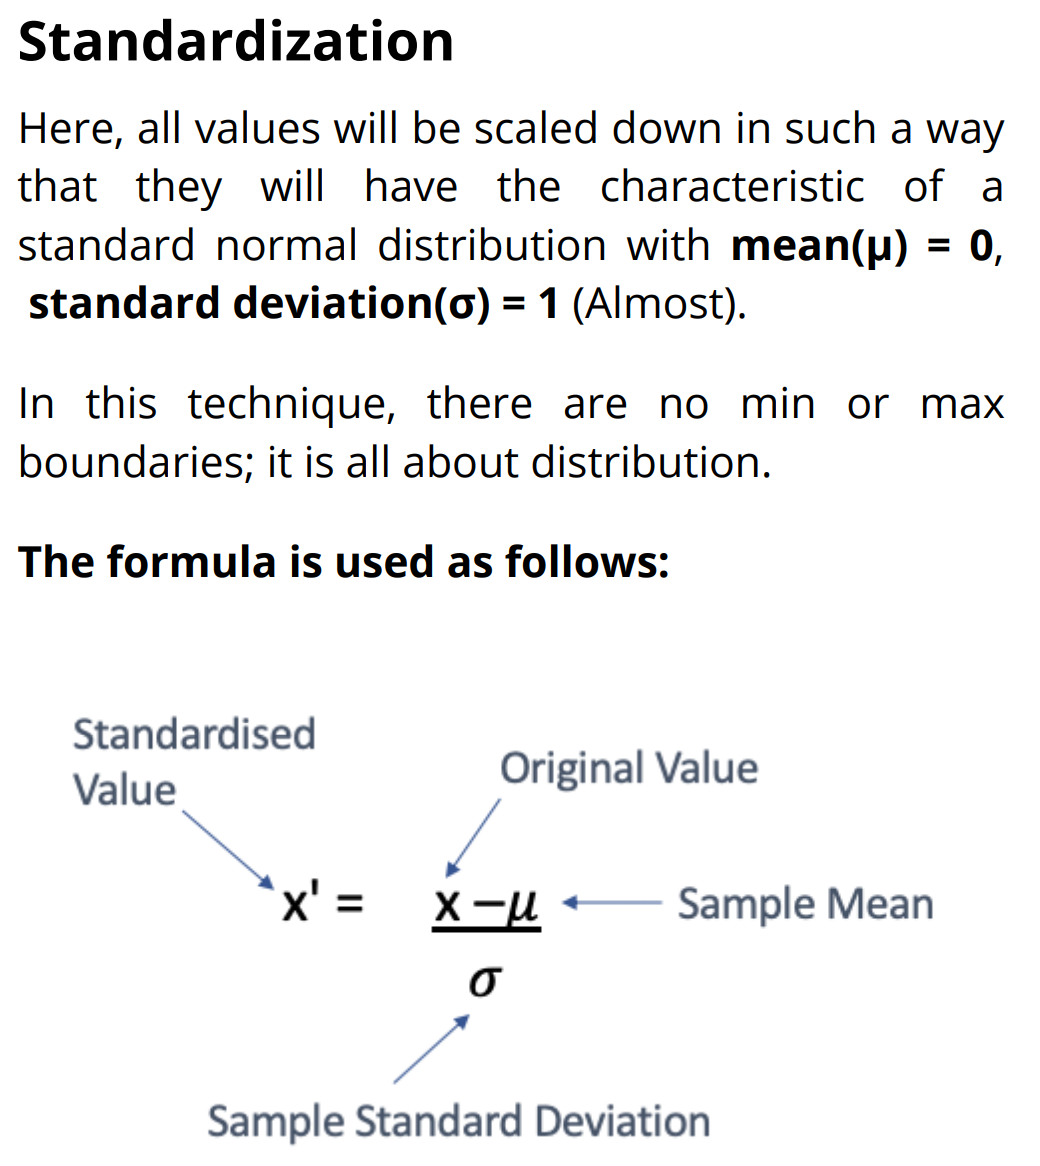 Standardization
Here, all values will be scaled down in such a way
that they will have the characteristic of a
standard normal distribution with mean(μ) = 0,
standard deviation(σ) = 1 (Almost).
In this technique, there are no min or max
boundaries; it is all about distribution.
The formula is used as follows:
Standardised
Value
Original Value
x' = x − μ
σ
Sample Mean
Sample Standard Deviation